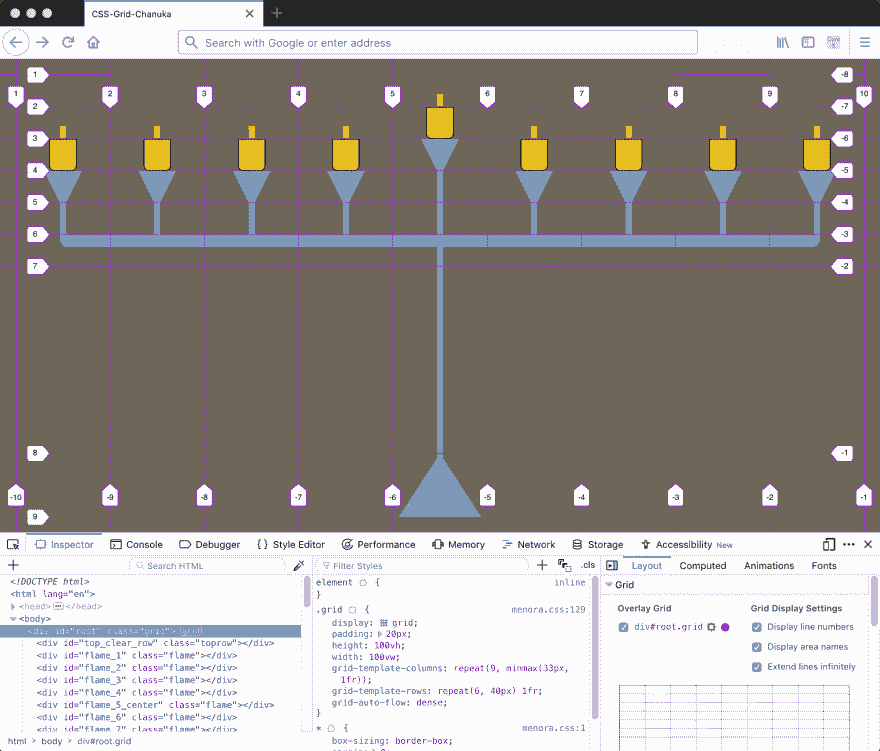 CSS-Grid-Chanuka
Search with Google or enter address
1 -8
1 2 3 4 5 6 7 8 9 10
2 -7
3 -6
4 -5
5 -4
6 -3
7 -2
8 -1
-10 -9 -8 -7 -6 -5 -4 -3 -2 -1
9
Inspector Console Debugger {} Style Editor Performance Memory Network Storage Accessibility New
+ Search HTML
<!DOCTYPE html>
<html lang="en">
<head> </head>
<body>
<div id="root" class="grid"> grid
<div id="top_clear_row" class="toprow"></div>
<div id="flame_1" class="flame"></div>
<div id="flame_2" class="flame"></div>
<div id="flame_3" class="flame"></div>
<div id="flame_4" class="flame"></div>
<div id="flame_5_center" class="flame"></div>
<div id="flame_6" class="flame"></div>
<div id="flame_7" class="flame"></div>
html > body > div#root.grid
Filter Styles + .cls
element { inline
}
.grid { menora.css:129
display: grid;
padding: 20px;
height: 100vh;
width: 100vw;
grid-template-columns: repeat(9, minmax(33px,
1fr));
grid-template-rows: repeat(6, 40px) 1fr;
grid-auto-flow: dense;
}
* { menora.css:1
box-sizing: border-box;
Layout Computed Animations Fonts
Grid
Overlay Grid Grid Display Settings
div#root.grid Display line numbers
Display area names
Extend lines infinitely